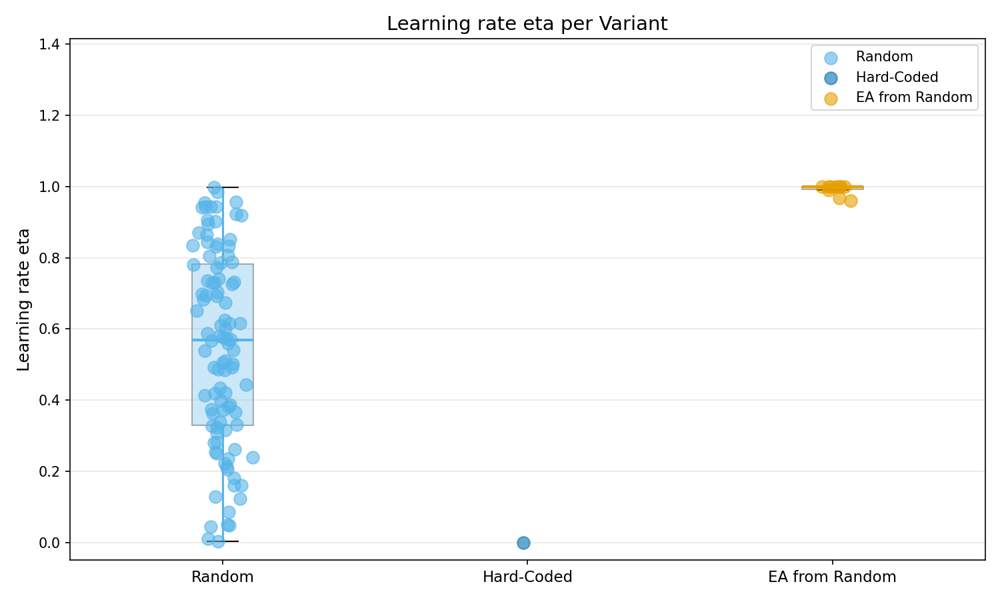 Learning rate eta per Variant
Learning rate eta
1.4
1.2
1.0
0.8
0.6
0.4
0.2
0.0
Random
Hard-Coded
EA from Random
Random
Hard-Coded
EA from Random